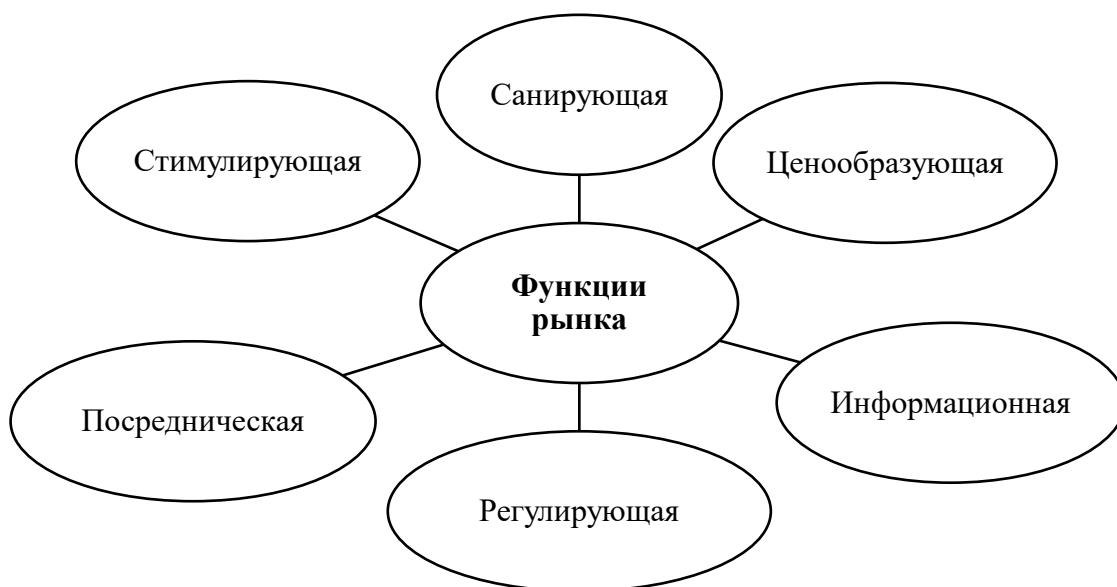 Санирующая
Стимулирующая
Ценообразующая
Функции
рынка
Информационная
Посредническая
Регулирующая